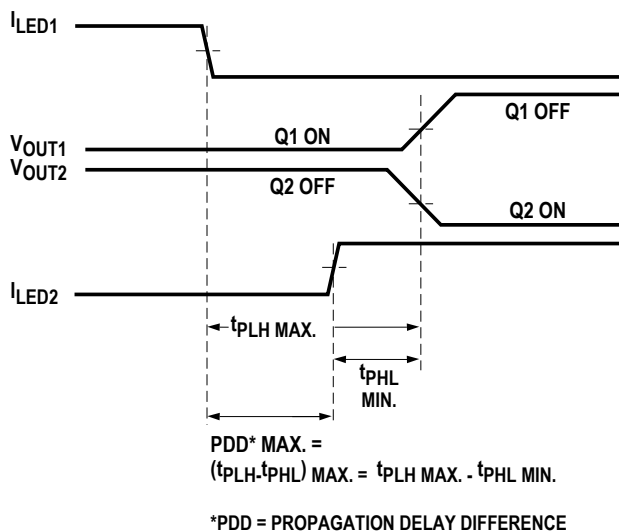 ILED1
Q1 OFF
VOUT1
Q1 ON
VOUT2
Q2 OFF
Q2 ON
ILED2
tPLH MAX.
tPHL
MIN.
PDD* MAX. =
(tPLH-tPHL) MAX. = tPLH MAX. - tPHL MIN.
*PDD = PROPAGATION DELAY DIFFERENCE